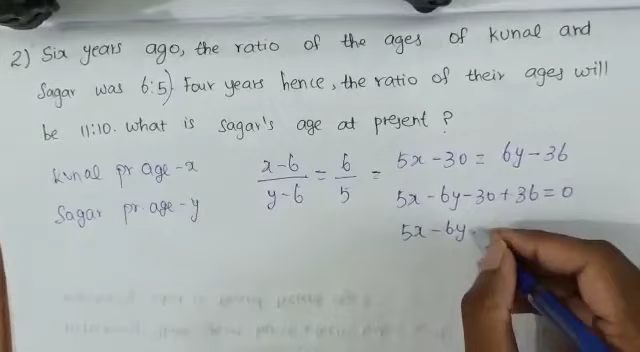 2) Six years ago, the ratio of the ages of kunal and
Sagar was 6:5) Four years hence, the ratio of their ages will
be 11:10. What is Sagar's age at present?
kunal pr age - x
Sagar pr. age - y
x-6/y-6 = 6/5 = 5x - 30 = 6y - 36
5x - 6y - 30 + 36 = 0
5x - 6y